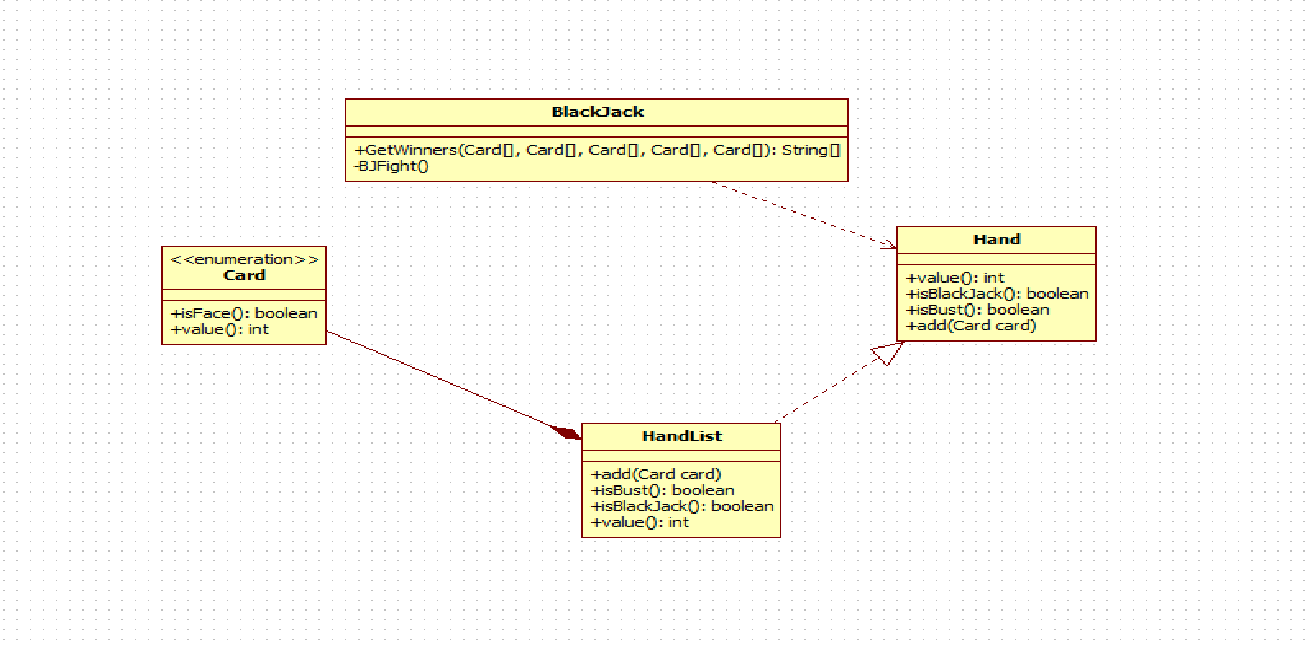 BlackJack
+GetWinners(Card[], Card[], Card[], Card[], Card[]): String[]
-BJFight()
Hand
+value(): int
+isBlackJack(): boolean
+isBust(): boolean
+add(Card card)
<<enumeration>>
Card
+isFace(): boolean
+value(): int
HandList
+add(Card card)
+isBust(): boolean
+isBlackJack(): boolean
+value(): int